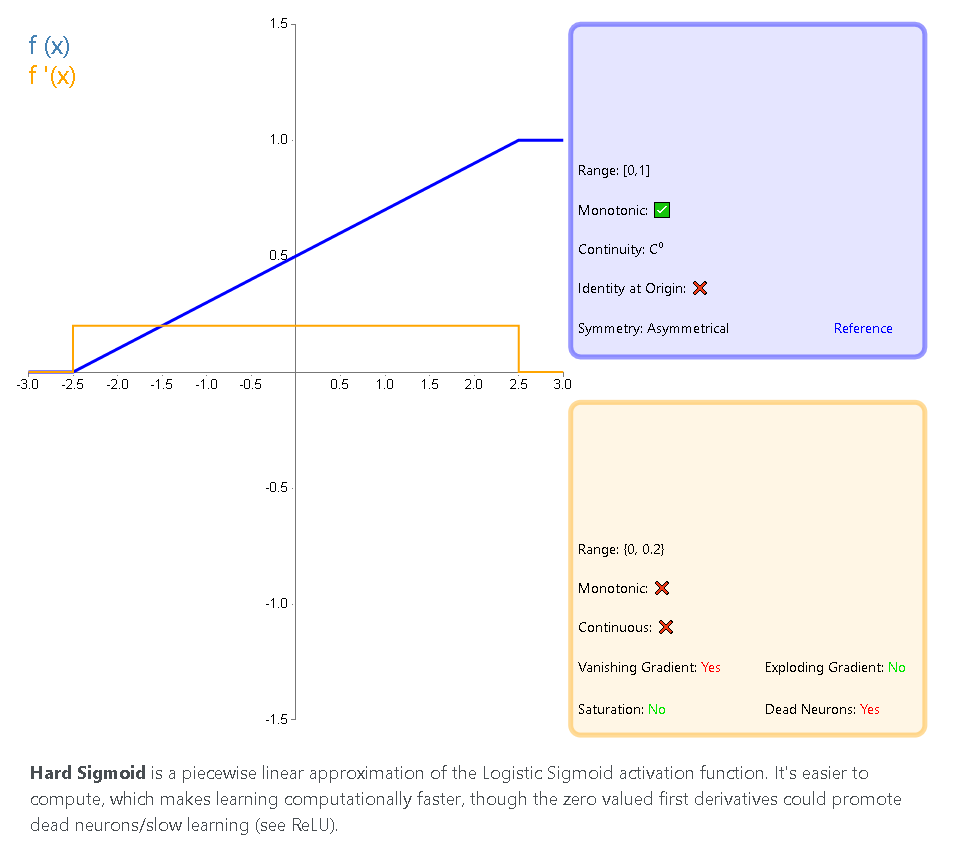 f (x)
f '(x)
1.5
1.0
0.5
-3.0 -2.5 -2.0 -1.5 -1.0 -0.5 0.5 1.0 1.5 2.0 2.5 3.0
-0.5
-1.0
-1.5
Range: [0,1]
Monotonic: ✅
Continuity: C⁰
Identity at Origin: ❌
Symmetry: Asymmetrical
Reference
Range: {0, 0.2}
Monotonic: ❌
Continuous: ❌
Vanishing Gradient: Yes
Exploding Gradient: No
Saturation: No
Dead Neurons: Yes
Hard Sigmoid is a piecewise linear approximation of the Logistic Sigmoid activation function. It's easier to
compute, which makes learning computationally faster, though the zero valued first derivatives could promote
dead neurons/slow learning (see ReLU).